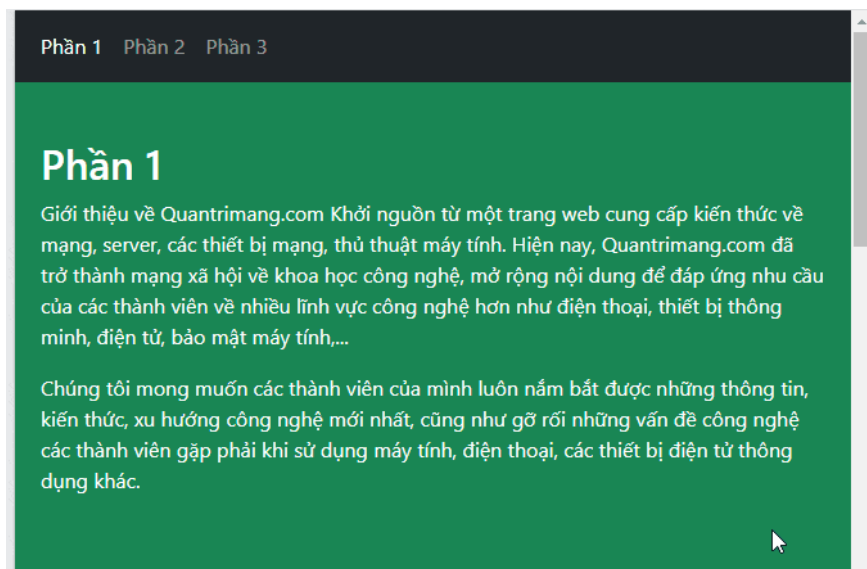 Phần 1 Phần 2 Phần 3
Phần 1
Giới thiệu về Quantrimang.com Khởi nguồn từ một trang web cung cấp kiến thức về
mạng, server, các thiết bị mạng, thủ thuật máy tính. Hiện nay, Quantrimang.com đã
trở thành mạng xã hội về khoa học công nghệ, mở rộng nội dung để đáp ứng nhu cầu
của các thành viên về nhiều lĩnh vực công nghệ hơn như điện thoại, thiết bị thông
minh, điện tử, bảo mật máy tính,...
Chúng tôi mong muốn các thành viên của mình luôn nắm bắt được những thông tin,
kiến thức, xu hướng công nghệ mới nhất, cũng như gỡ rối những vấn đề công nghệ
các thành viên gặp phải khi sử dụng máy tính, điện thoại, các thiết bị điện tử thông
dụng khác.